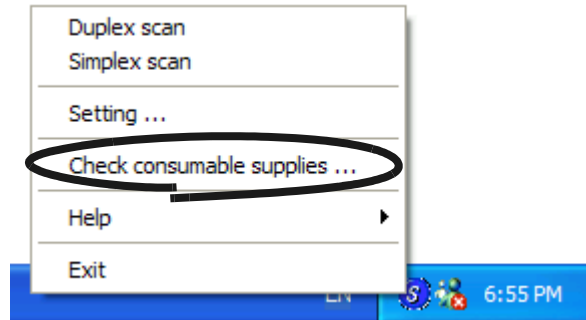 Duplex scan
Simplex scan
Setting ...
Check consumable supplies ...
Help
Exit
EN
S
6:55 PM